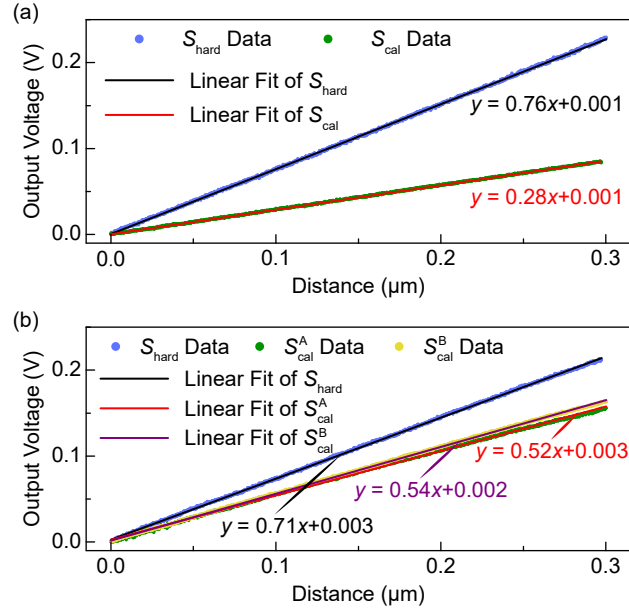 (a)
S_hard Data S_cal Data
Linear Fit of S_hard
Linear Fit of S_cal
y = 0.76x+0.001
y = 0.28x+0.001
Output Voltage (V)
0.2
0.1
0.0
0.0 0.1 0.2 0.3
Distance (μm)
(b)
S_hard Data S_cal^A Data S_cal^B Data
Linear Fit of S_hard
Linear Fit of S_cal^A
Linear Fit of S_cal^B
y = 0.52x+0.003
y = 0.54x+0.002
y = 0.71x+0.003
Output Voltage (V)
0.2
0.1
0.0
0.0 0.1 0.2 0.3
Distance (μm)